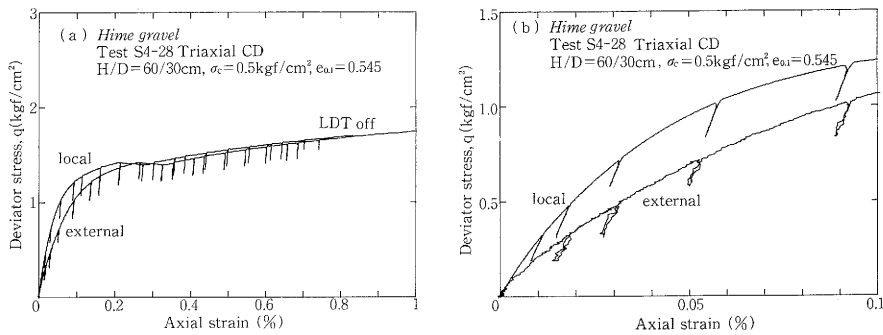 3
(a) Hime gravel
Test S4-28 Triaxial CD
H/D=60/30cm, σc=0.5kgf/cm², e0.1=0.545
LDT off
2
local
1
external
0
0 0.2 0.4 0.6 0.8 1
Axial strain (%)
Deviator stress, q(kgf/cm²)
1.5
(b) Hime gravel
Test S4-28 Triaxial CD
H/D=60/30cm, σc=0.5kgf/cm², e0.1=0.545
1.0
0.5
local
external
0
0 0.05 0.1
Axial strain (%)
Deviator stress, q(kgf/cm²)